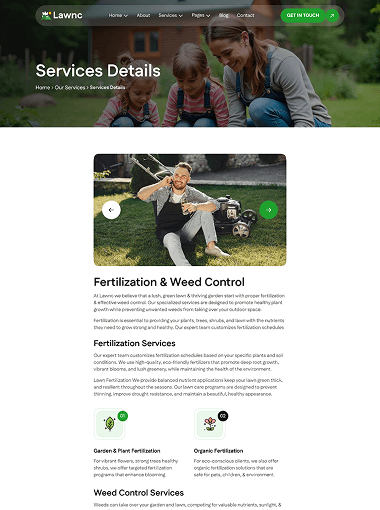 Lawnc
Home About Services Pages Blog Contact
GET IN TOUCH
Services Details
Home > Our Services > Services Details
Fertilization & Weed Control
At Lawnc we believe that a lush, green lawn & thriving garden start with proper fertilization
& effective weed control. Our specialized services are designed to promote healthy plant
growth while preventing unwanted weeds from taking over your outdoor space.
Fertilization is essential to providing your plants, trees, shrubs, and lawn with the nutrients
they need to grow strong and healthy. Our expert team customizes fertilization schedules
Fertilization Services
Our expert team customizes fertilization schedules based on your specific plants and soil
conditions. We use high-quality, eco-friendly fertilizers that promote deep-root growth,
vibrant blooms, and lush greenery, while maintaining the health of the environment.
Lawn Fertilization We provide balanced nutrient applications keep your lawn green, thick,
and resilient throughout the seasons. Our lawn care programs are designed to prevent
thinning, improve drought resistance, and maintain a beautiful, healthy appearance.
01
02
Garden & Plant Fertilization
For vibrant flowers, strong trees healthy
shrubs, we offer targeted fertilization
programs that enhance blooming.
Organic Fertilization
For eco-conscious clients, we also offer
organic fertilization solutions that are
safe for pets, children, & environment.
Weed Control Services
Weeds can take over your garden and lawn, competing for valuable nutrients, sunlight, &